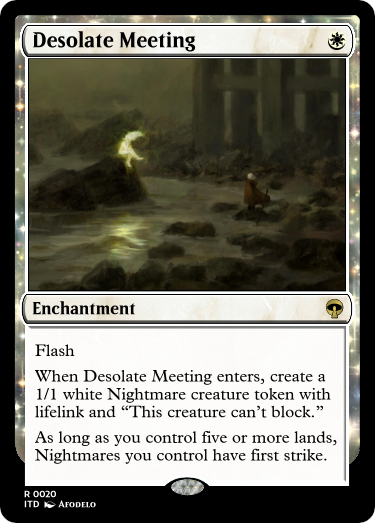 Desolate Meeting
Enchantment
Flash
When Desolate Meeting enters, create a
1/1 white Nightmare creature token with
lifelink and “This creature can’t block.”
As long as you control five or more lands,
Nightmares you control have first strike.
R 0020
ITD Afodelo